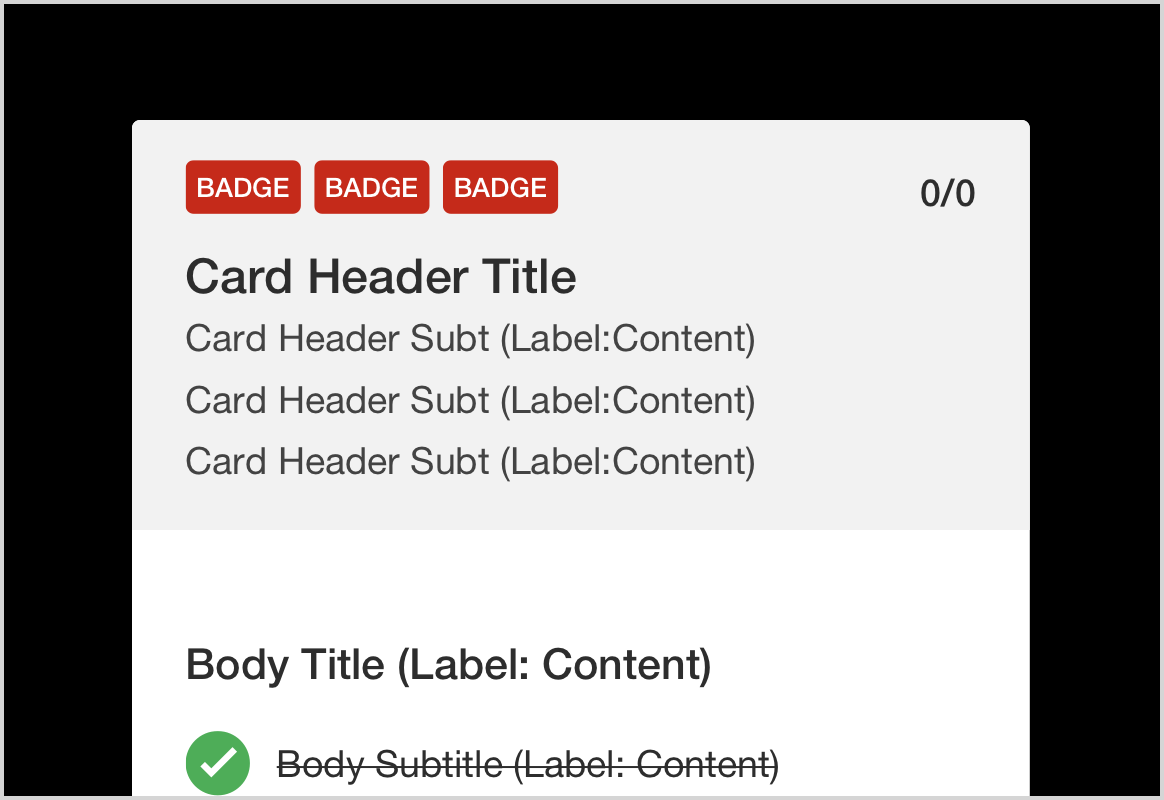 BADGE BADGE BADGE 0/0
Card Header Title
Card Header Subt (Label:Content)
Card Header Subt (Label:Content)
Card Header Subt (Label:Content)
Body Title (Label: Content)
Body Subtitle (Label: Content)